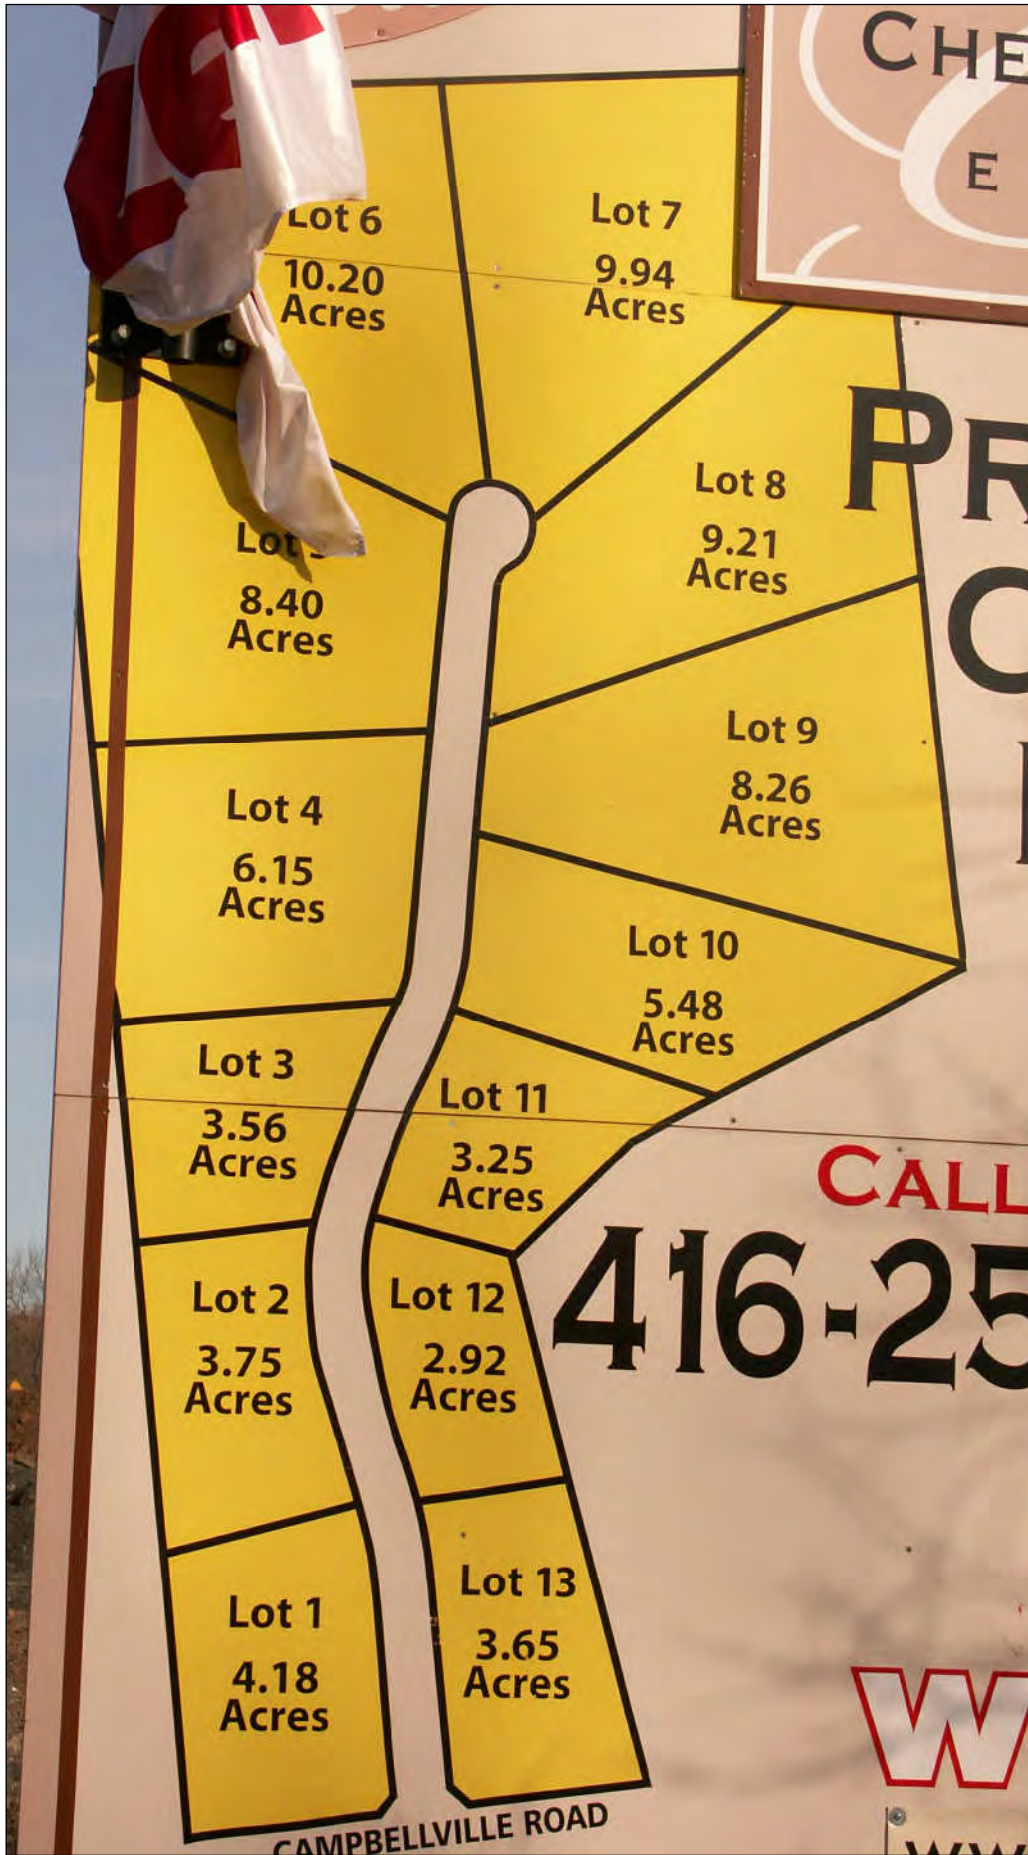 CHE
E
Lot 6
10.20
Acres
Lot 7
9.94
Acres
PR
Lot 8
9.21
Acres
Lot
8.40
Acres
Lot 9
8.26
Acres
Lot 4
6.15
Acres
Lot 10
5.48
Acres
Lot 3
3.56
Acres
Lot 11
3.25
Acres
CALL
416-25
Lot 2
3.75
Acres
Lot 12
2.92
Acres
Lot 1
4.18
Acres
Lot 13
3.65
Acres
W
CAMPBELLVILLE ROAD
WW